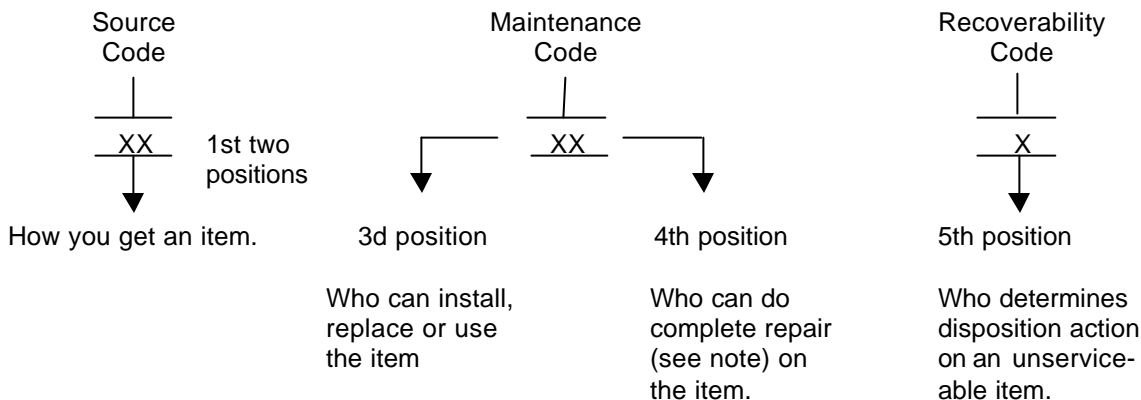 Source
Code
Maintenance
Code
Recoverability
Code
XX
1st two
positions
XX
X
How you get an item.
3d position
4th position
5th position
Who can install,
replace or use
the item
Who can do
complete repair
(see note) on
the item.
Who determines
disposition action
on an unservice-
able item.